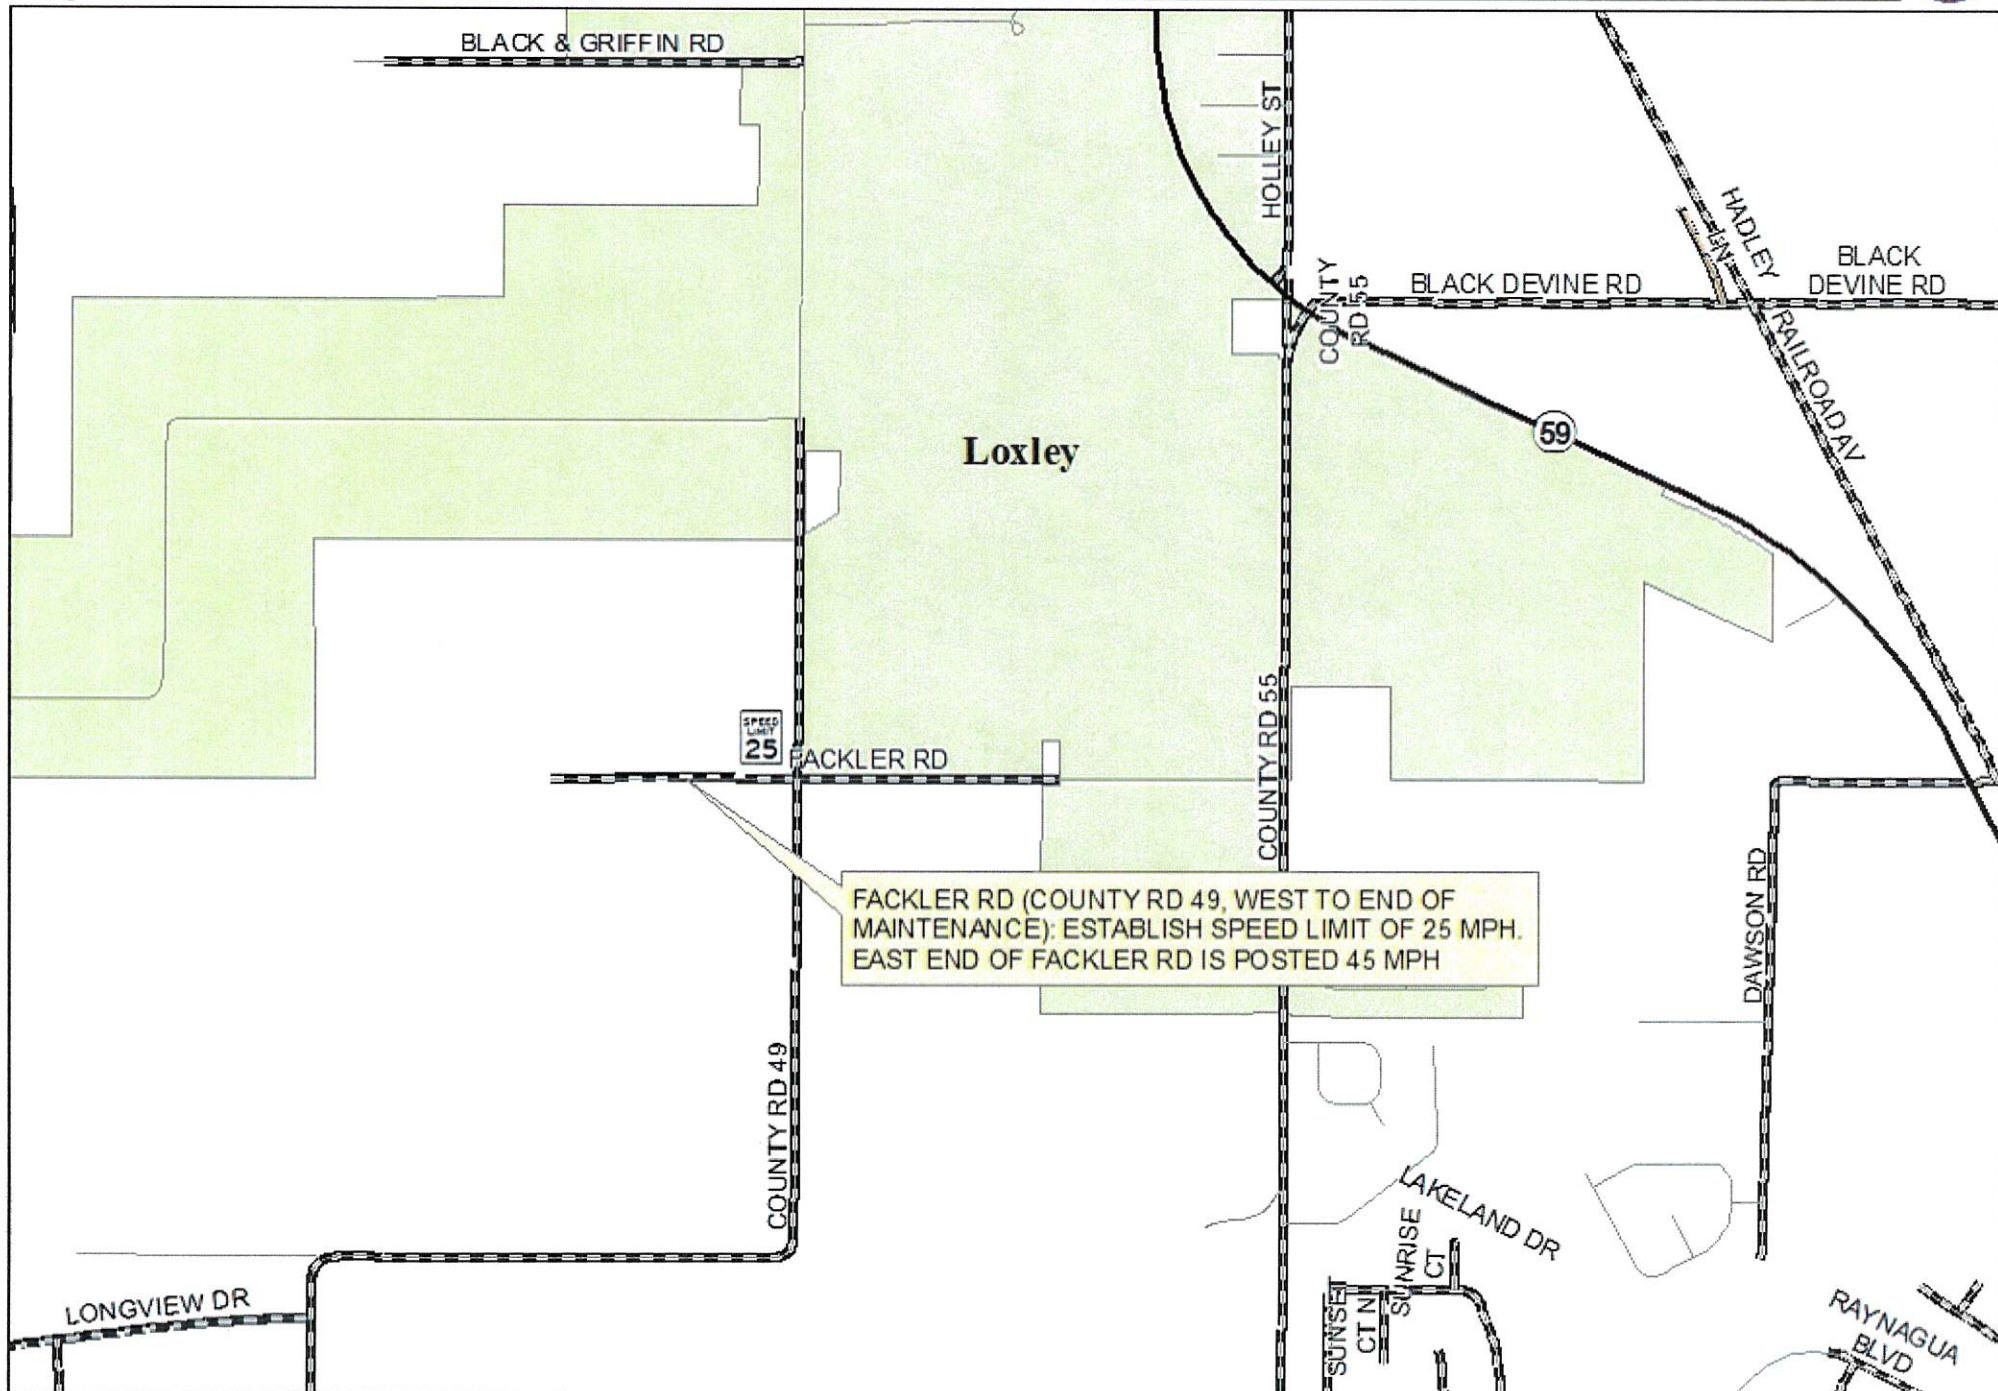 BLACK & GRIFFIN RD
HOLLEY ST
HADLEY
LN
COUNTY
RD 55
BLACK DEVINE RD
BLACK
DEVINE RD
RAILROAD AV
59
Loxley
SPEED
LIMIT
25
FACKLER RD
COUNTY RD 55
FACKLER RD (COUNTY RD 49, WEST TO END OF
MAINTENANCE): ESTABLISH SPEED LIMIT OF 25 MPH.
EAST END OF FACKLER RD IS POSTED 45 MPH
DAWSON RD
COUNTY RD 49
LAKELAND DR
SUNRISE
CT
LONGVIEW DR
SUNSET
CT N
RAYNAGUA
BLVD